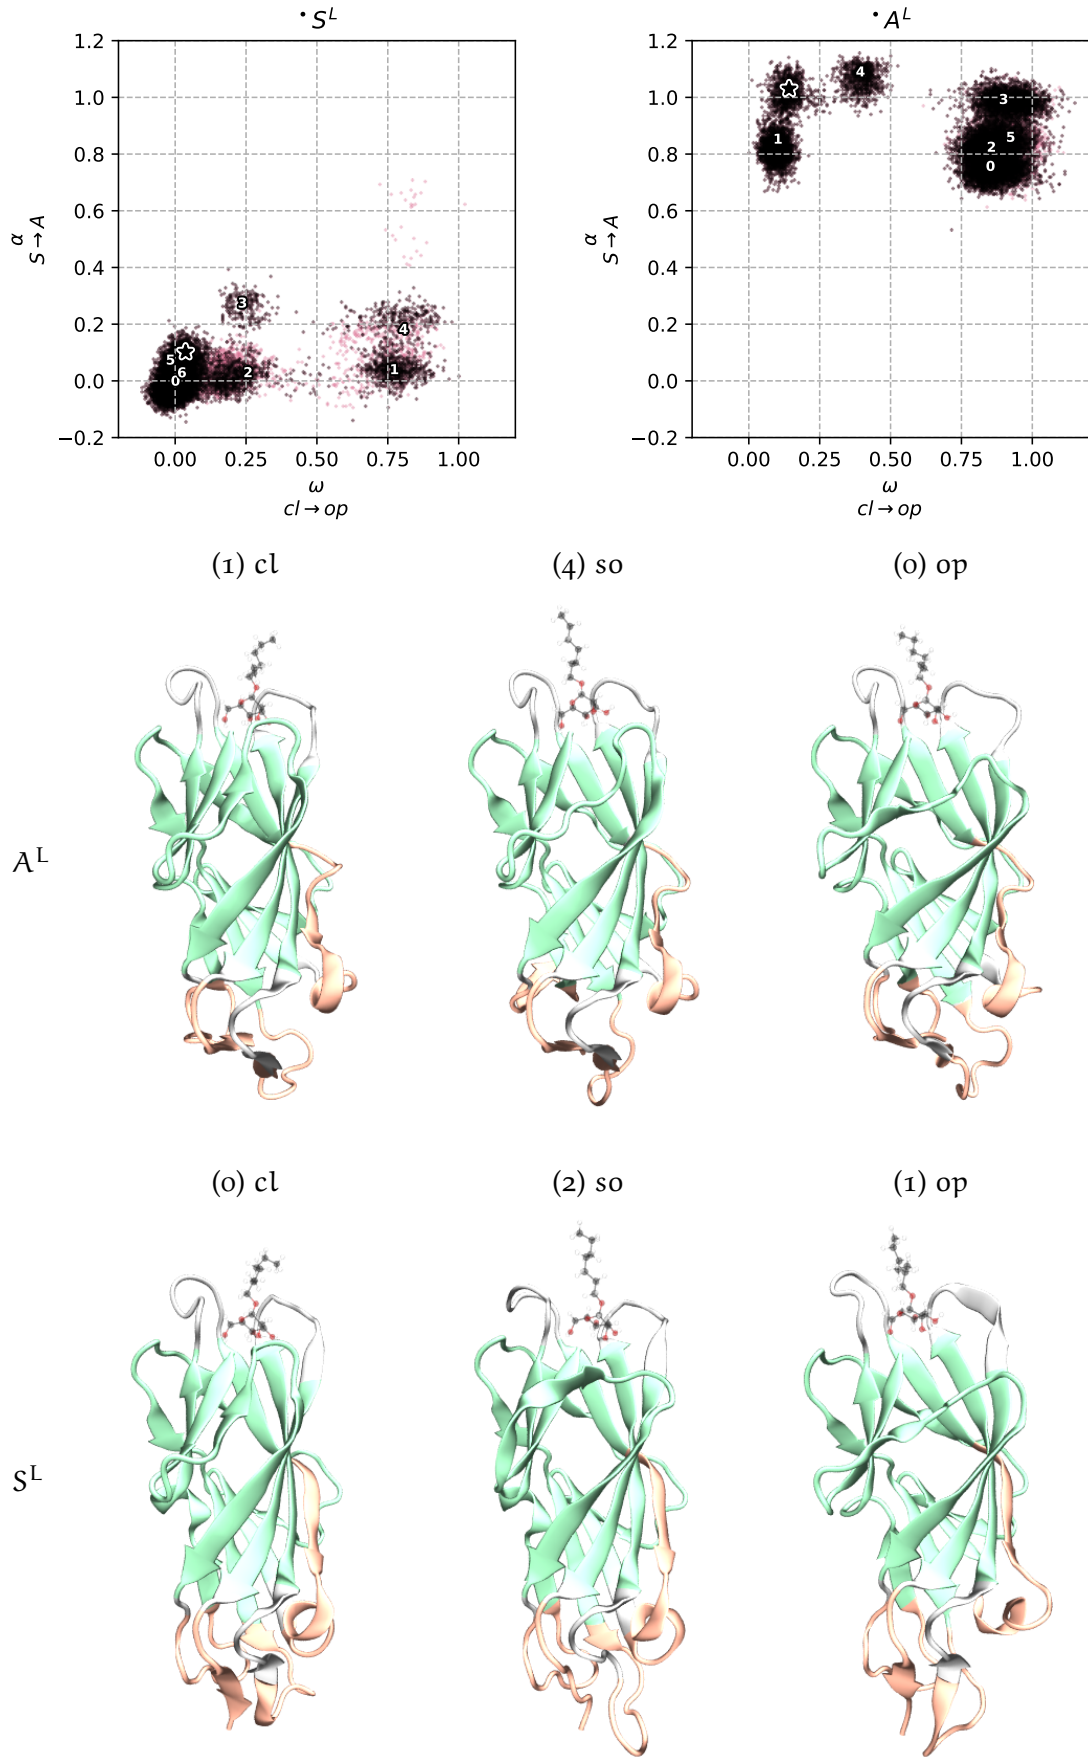 • S^L
1.2
1.0
0.8
0.6
0.4
0.2
0.0
−0.2
α
S→A
3
4
5
6
0
2
1
0.00 0.25 0.50 0.75 1.00
ω
cl→op
• A^L
1.2
1.0
0.8
0.6
0.4
0.2
0.0
−0.2
α
S→A
4
3
1
5
2
0
0.00 0.25 0.50 0.75 1.00
ω
cl→op
(1) cl (4) so (0) op
A^L
(0) cl (2) so (1) op
S^L